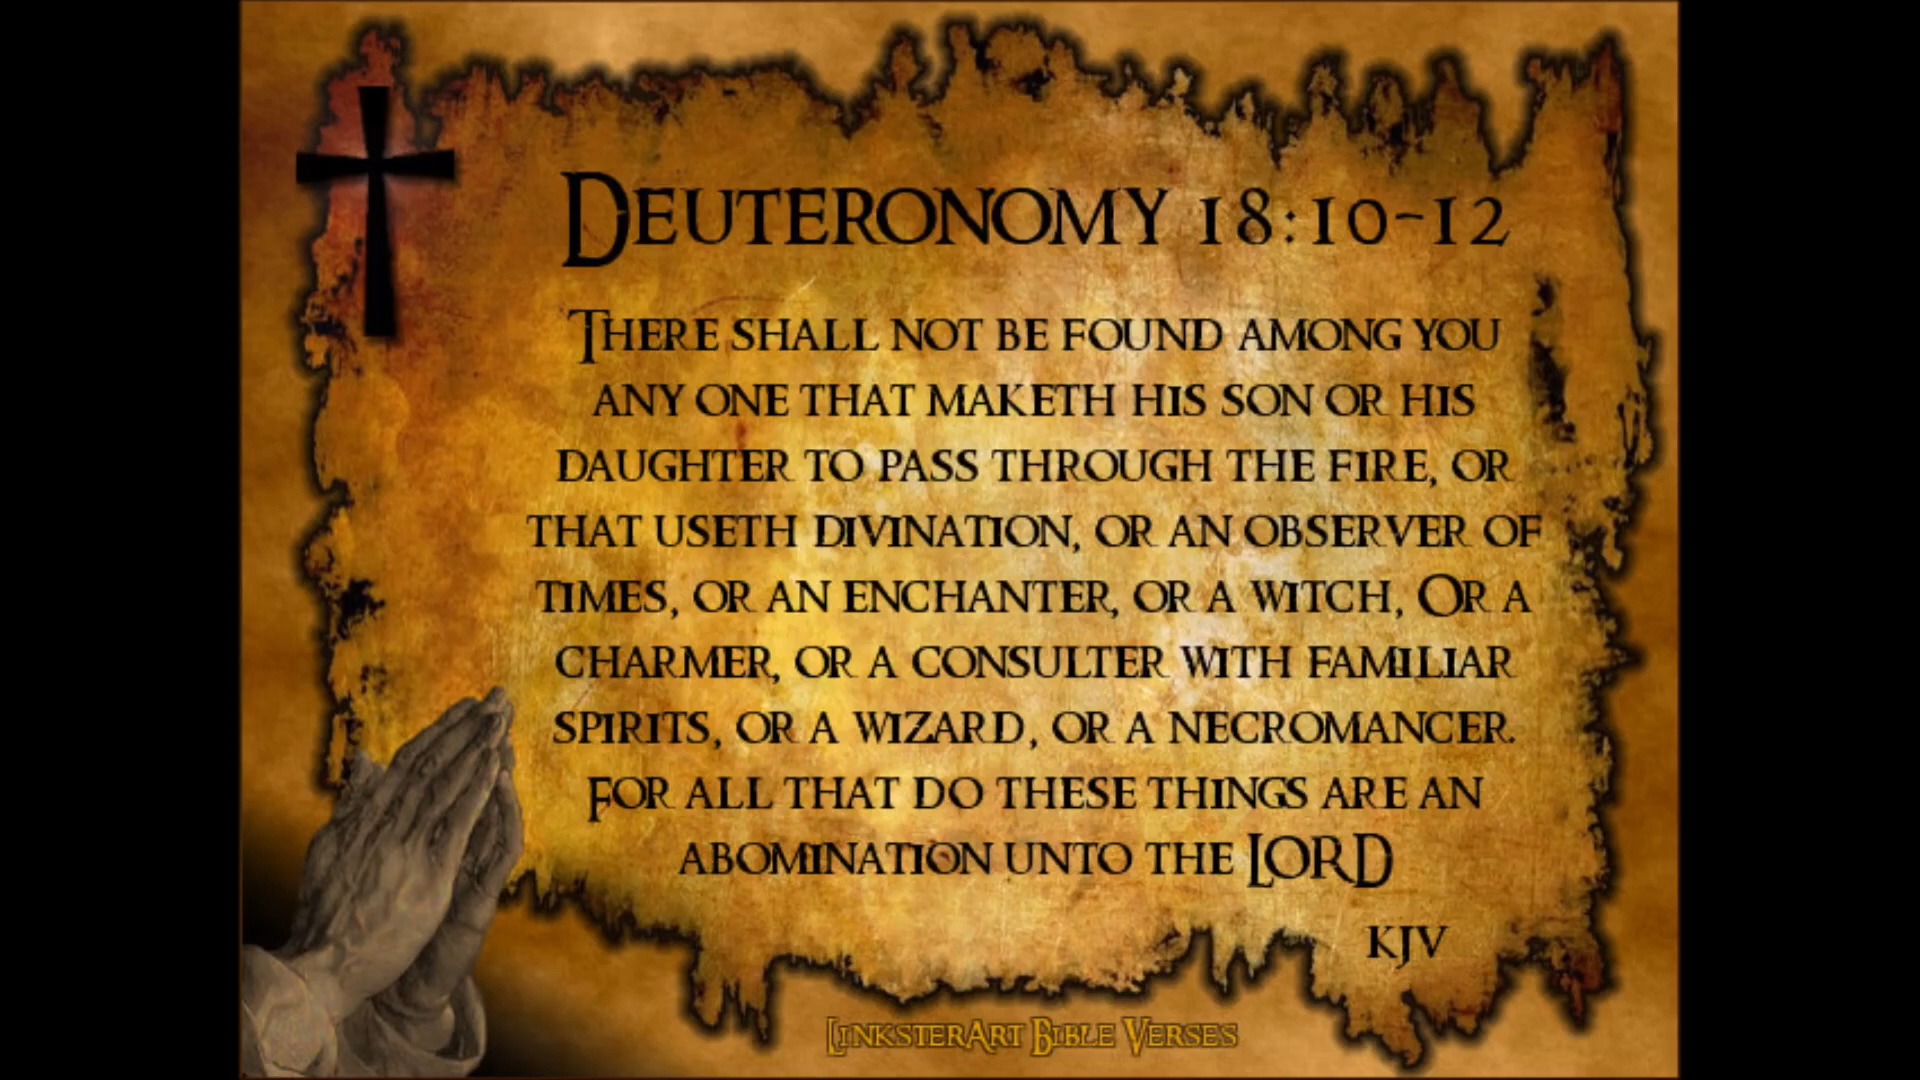 DEUTERONOMY 18:10-12
THERE SHALL NOT BE FOUND AMONG YOU
ANY ONE THAT MAKETH HIS SON OR HIS
DAUGHTER TO PASS THROUGH THE FIRE, OR
THAT USETH DIVINATION, OR AN OBSERVER OF
TIMES, OR AN ENCHANTER, OR A WITCH, OR A
CHARMER, OR A CONSULTER WITH FAMILIAR
SPIRITS, OR A WIZARD, OR A NECROMANCER.
FOR ALL THAT DO THESE THINGS ARE AN
ABOMINATION UNTO THE LORD
KJV
LINKSTERART BIBLE VERSES